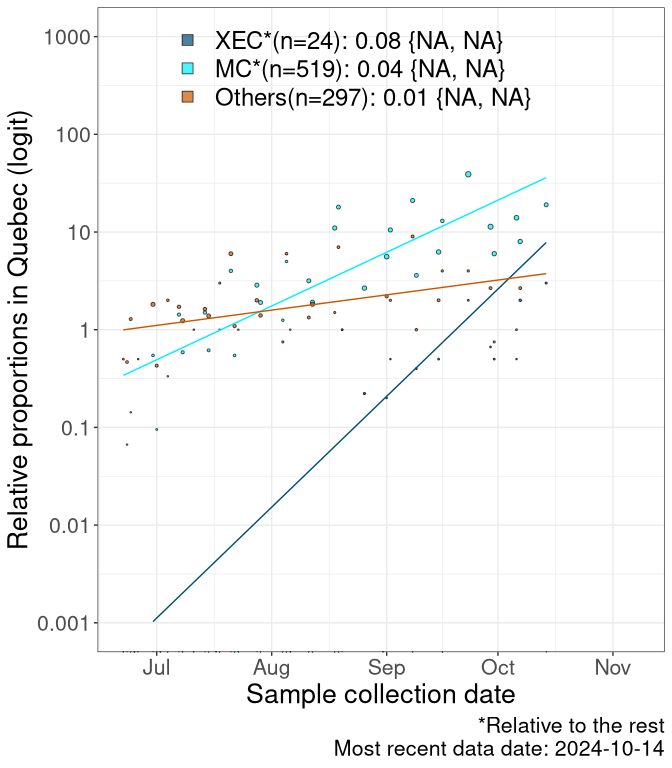 XEC*(n=24): 0.08 {NA, NA}
MC*(n=519): 0.04 {NA, NA}
Others(n=297): 0.01 {NA, NA}
Relative proportions in Quebec (logit)
1000
100
10
1
0.1
0.01
0.001
Jul Aug Sep Oct Nov
Sample collection date
*Relative to the rest
Most recent data date: 2024-10-14